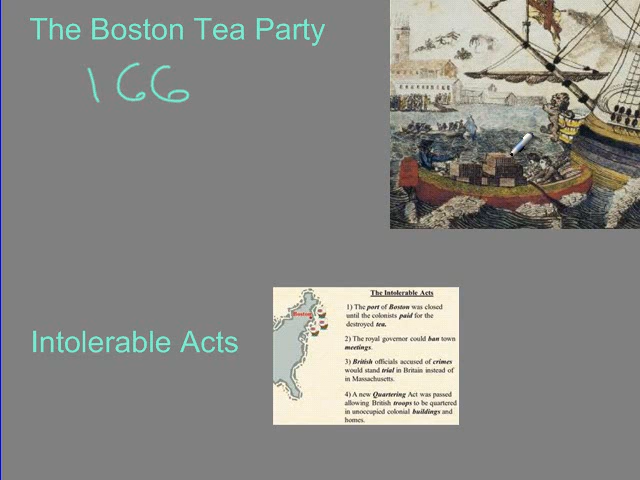 The Boston Tea Party
166
The Intolerable Acts
Boston
1) The port of Boston was closed
until the colonists paid for the
destroyed tea.
2) The royal governor could ban town
meetings.
3) British officials accused of crimes
would stand trial in Britain instead of
in Massachusetts.
4) A new Quartering Act was passed
allowing British troops to be quartered
in unoccupied colonial buildings and
homes.
Intolerable Acts